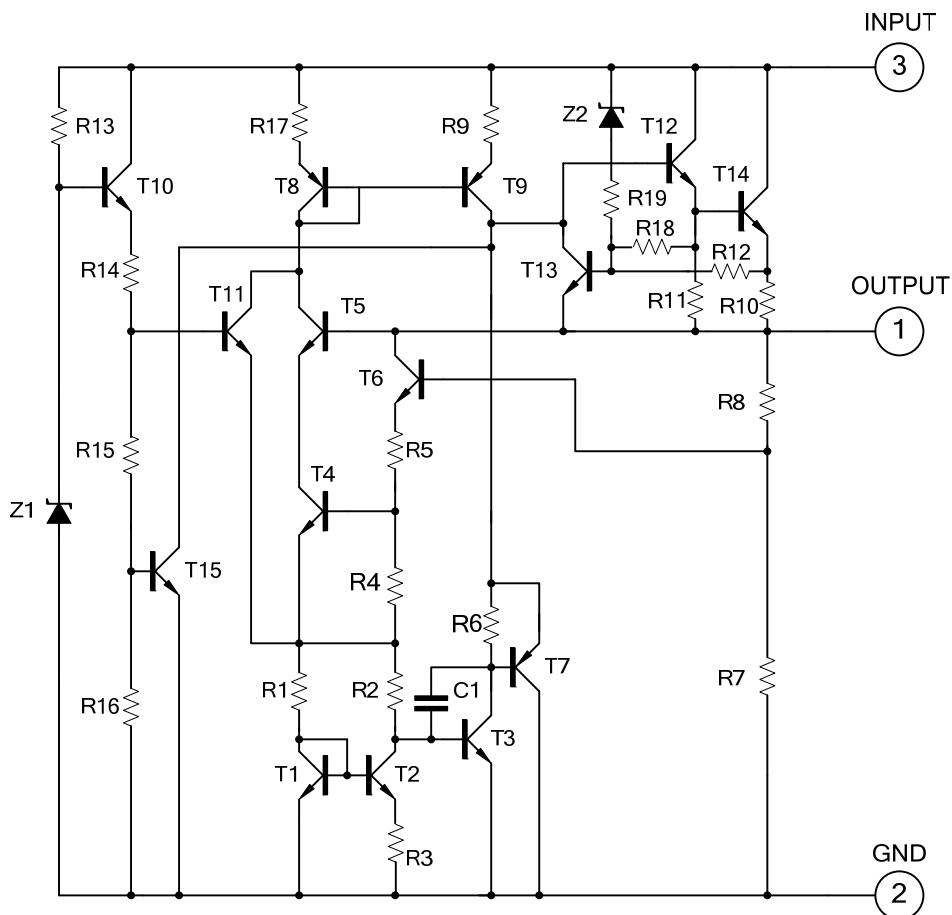 INPUT
3
R13
R17
R9
Z2
T12
T10
T8
T9
T14
R19
R18
R12
R14
T13
T11
T5
R11
R10
OUTPUT
1
T6
R8
R15
R5
Z1
T4
T15
R4
R6
T7
R16
R1
R2
C1
R7
T3
T1
T2
R3
GND
2